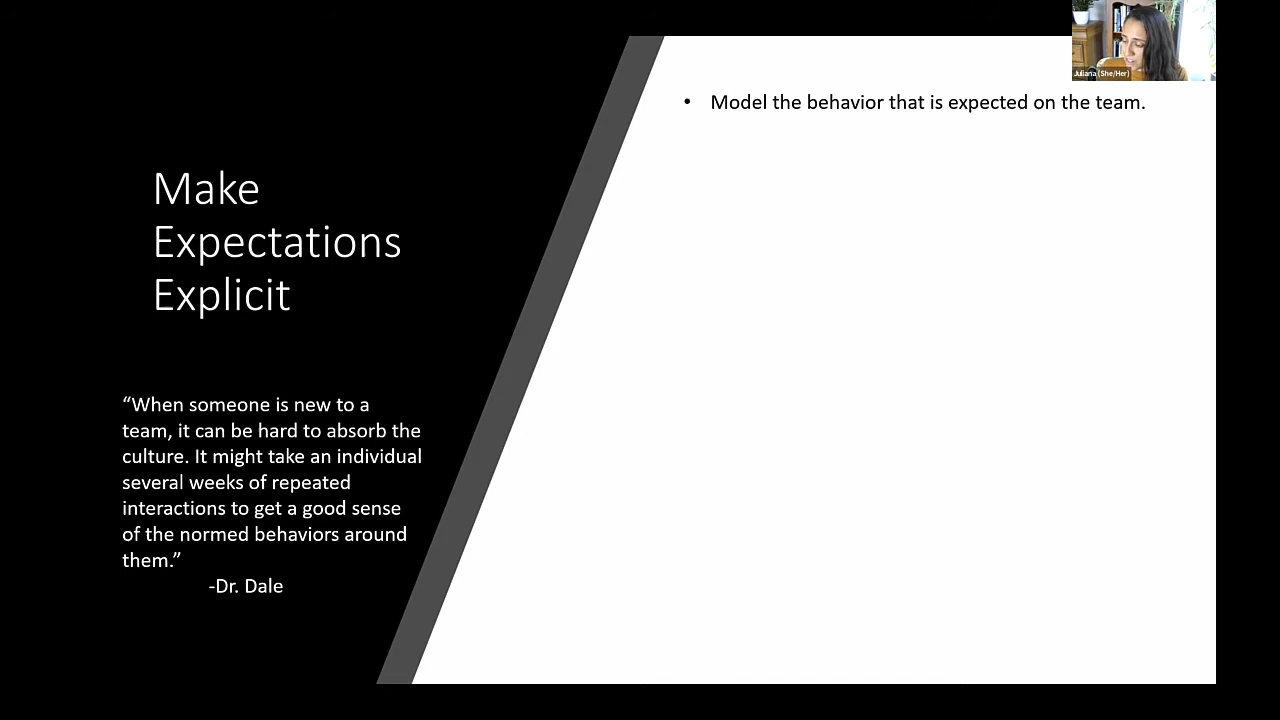 Make
Expectations
Explicit
“When someone is new to a
team, it can be hard to absorb the
culture. It might take an individual
several weeks of repeated
interactions to get a good sense
of the normed behaviors around
them.”
-Dr. Dale
• Model the behavior that is expected on the team.
Juliana (She/Her)